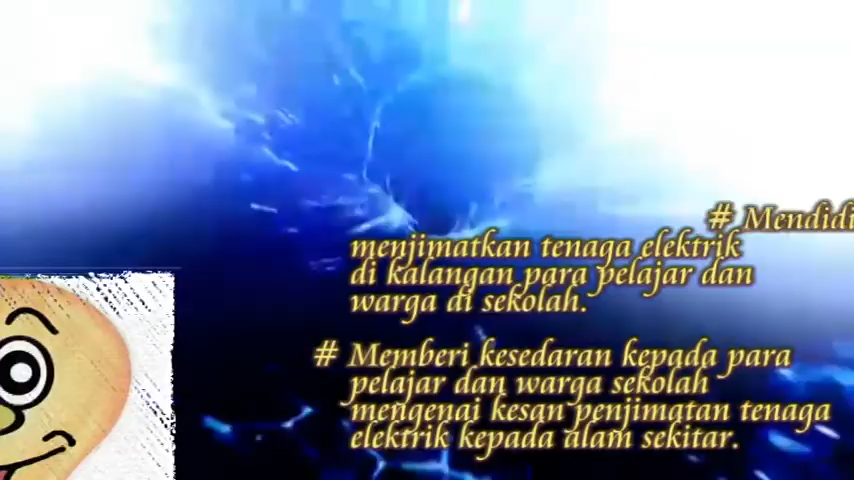 # Mendidi
menjimatkan tenaga elektrik
di kalangan para pelajar dan
warga di sekolah.
# Memberi kesedaran kepada para
pelajar dan warga sekolah
mengenai kesan penjimatan tenaga
elektrik kepada alam sekitar.